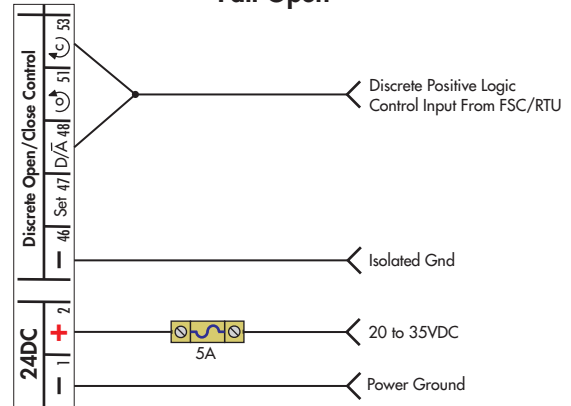 Fail Open
Discrete Open/Close Control
53
C
51
O
48
D/A̅
47
Set
46
–
Discrete Positive Logic
Control Input From FSC/RTU
Isolated Gnd
24DC
2
+
1
–
5A
20 to 35VDC
Power Ground